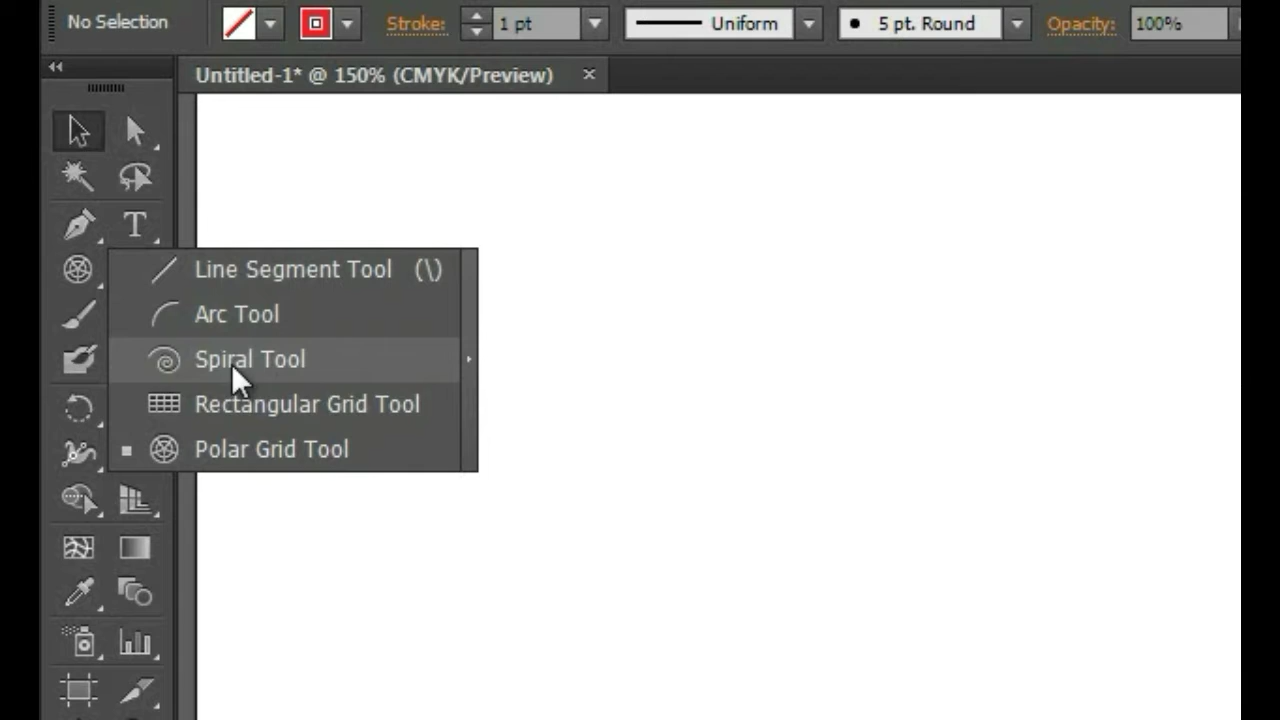 No Selection Stroke: 1 pt Uniform 5 pt. Round Opacity: 100%
Untitled-1* @ 150% (CMYK/Preview) ×
T
Line Segment Tool (\)
Arc Tool
Spiral Tool
Rectangular Grid Tool
Polar Grid Tool